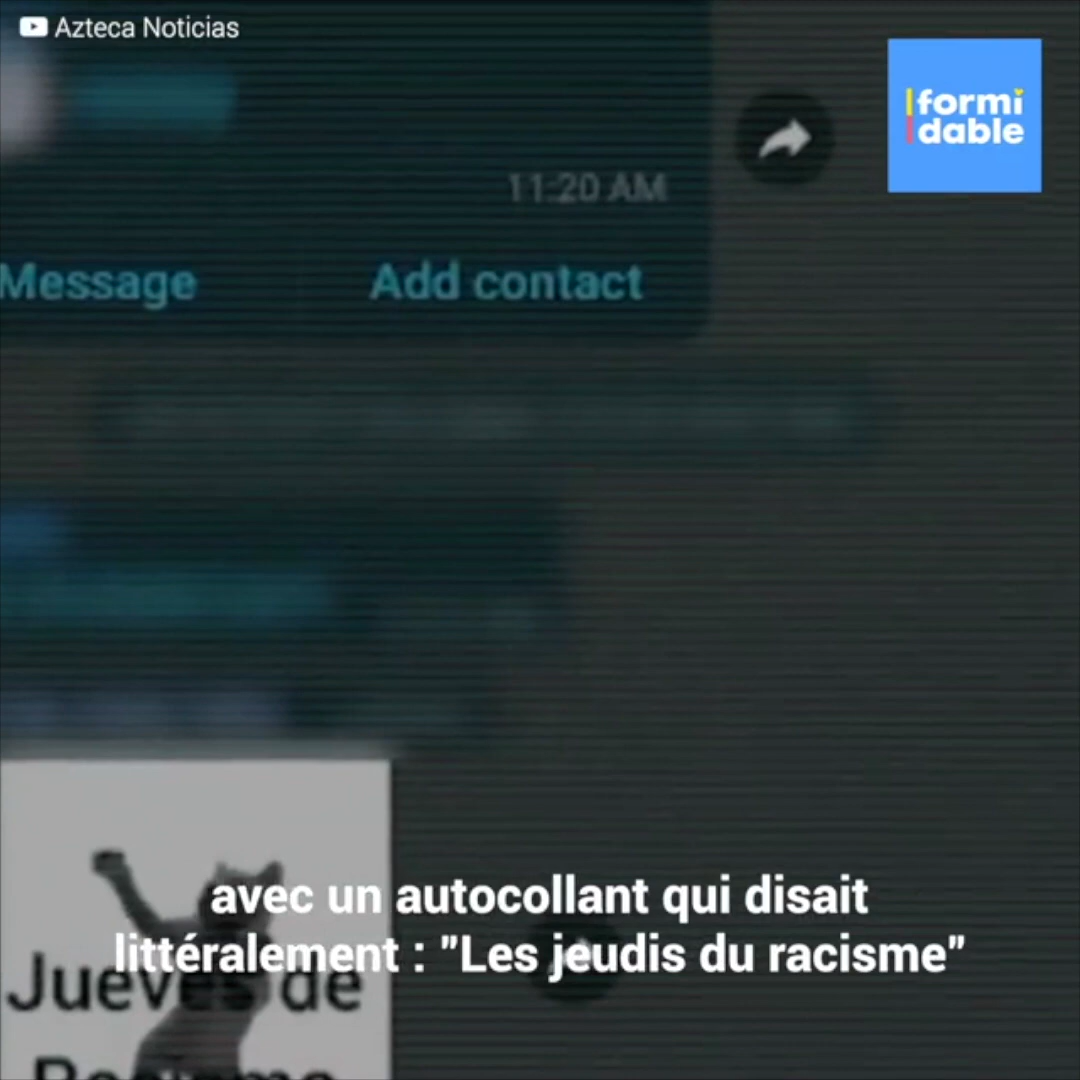 Azteca Noticias
formi
dable
11:20 AM
Message
Add contact
avec un autocollant qui disait
littéralement : "Les jeudis du racisme"
Jueves de
Racismo